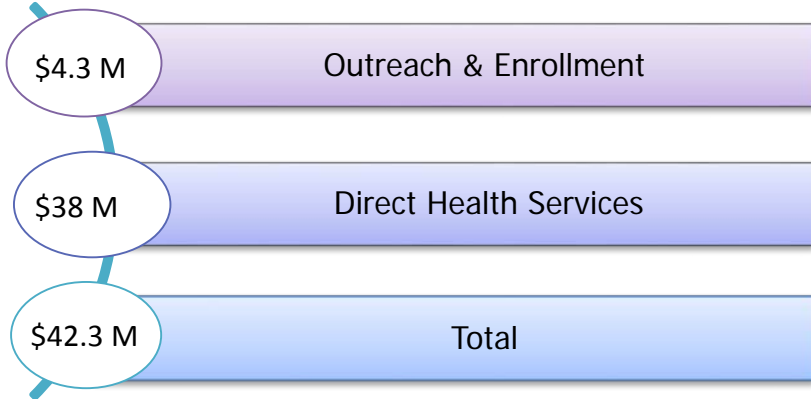 $4.3 M Outreach & Enrollment
$38 M Direct Health Services
$42.3 M Total